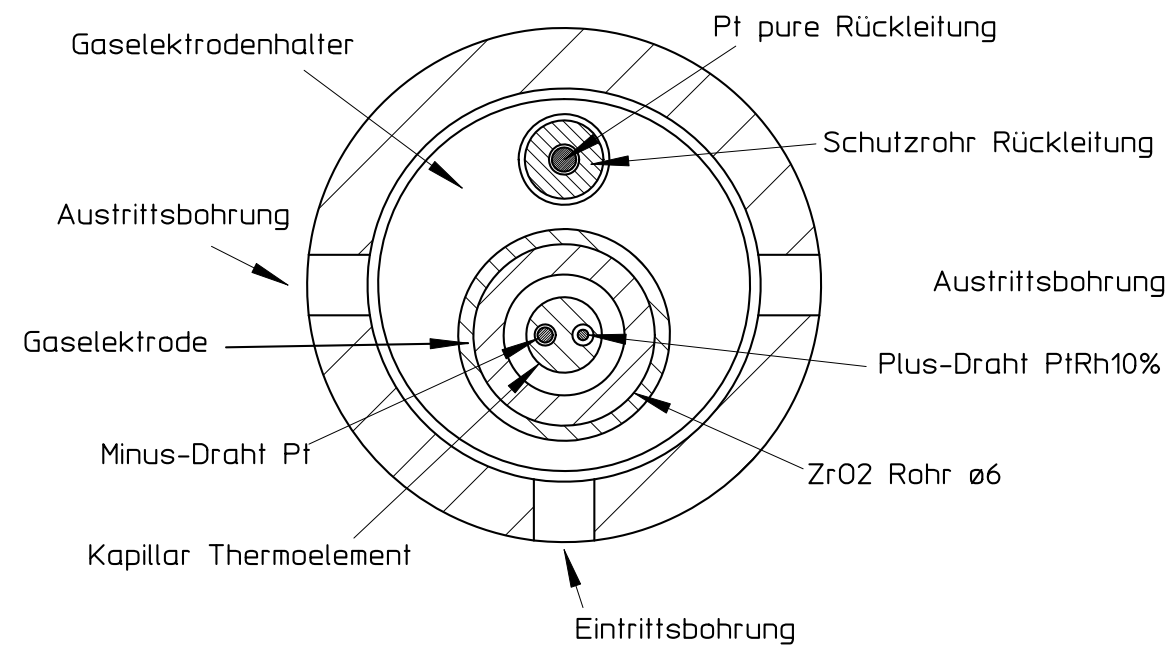 Pt pure Rückleitung
Gaselektrodenhalter
Schutzrohr Rückleitung
Austrittsbohrung
Austrittsbohrung
Gaselektrode
Plus-Draht PtRh10%
Minus-Draht Pt
ZrO2 Rohr ø6
Kapillar Thermoelement
Eintrittsbohrung